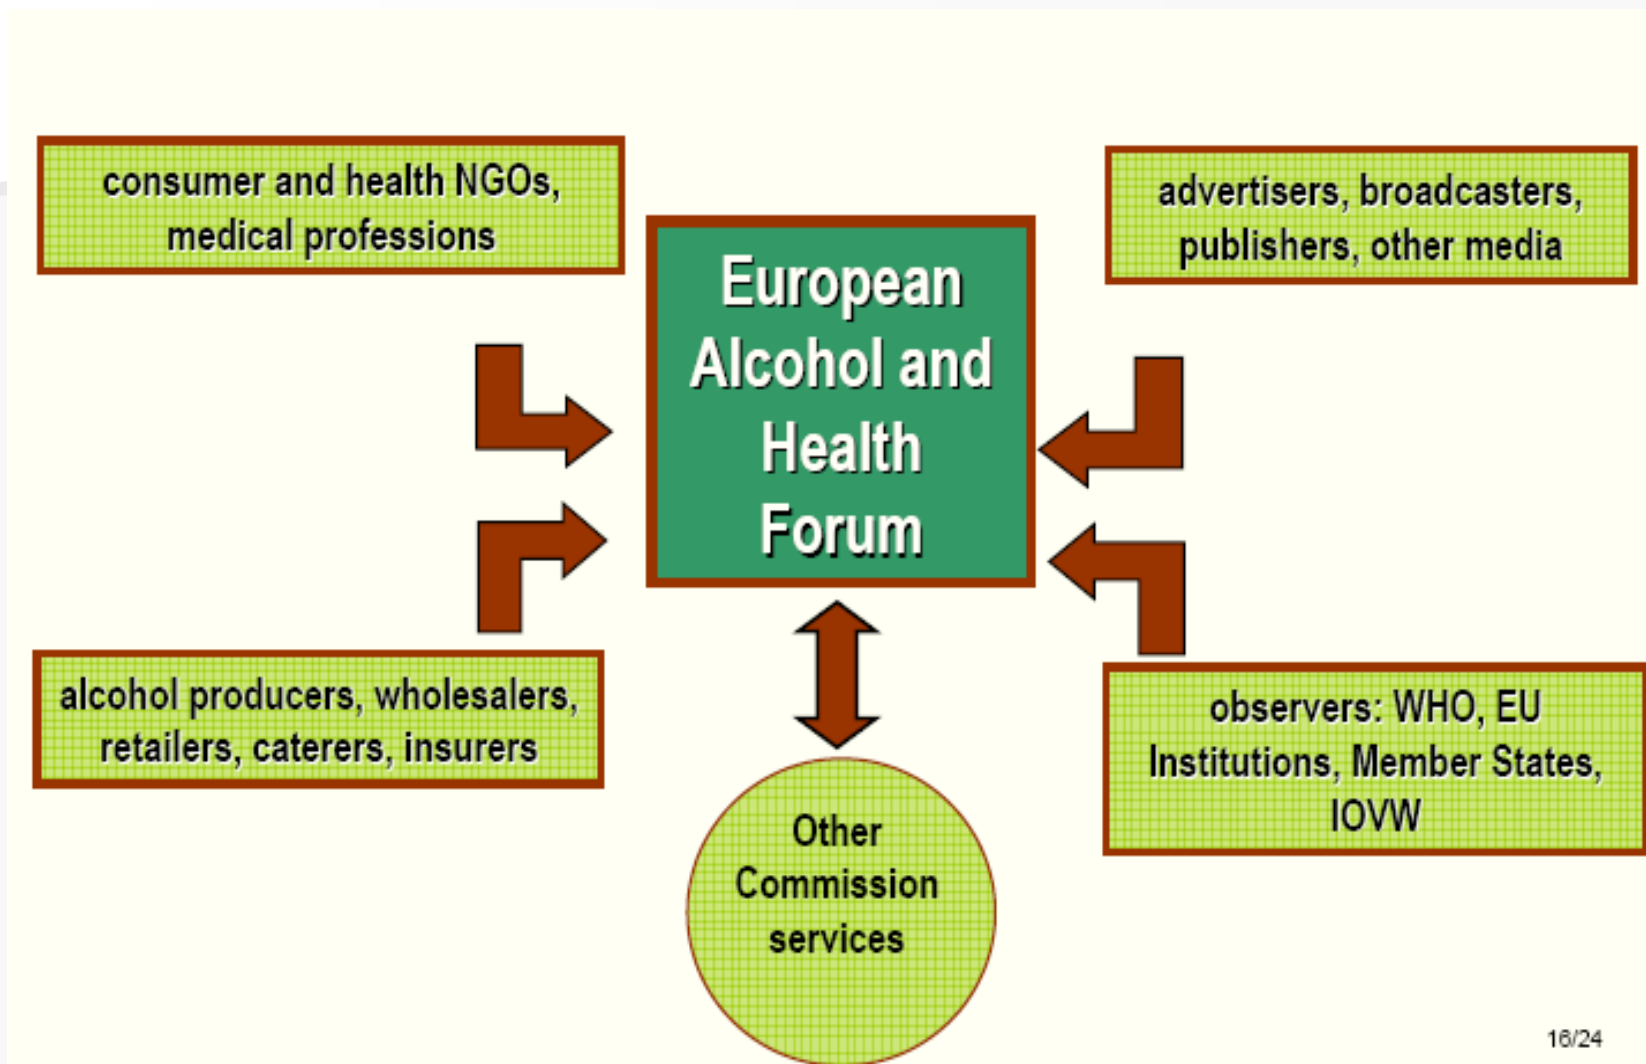 consumer and health NGOs,
medical professions
advertisers, broadcasters,
publishers, other media
European
Alcohol and
Health
Forum
alcohol producers, wholesalers,
retailers, caterers, insurers
observers: WHO, EU
Institutions, Member States,
IOVW
Other
Commission
services
16/24